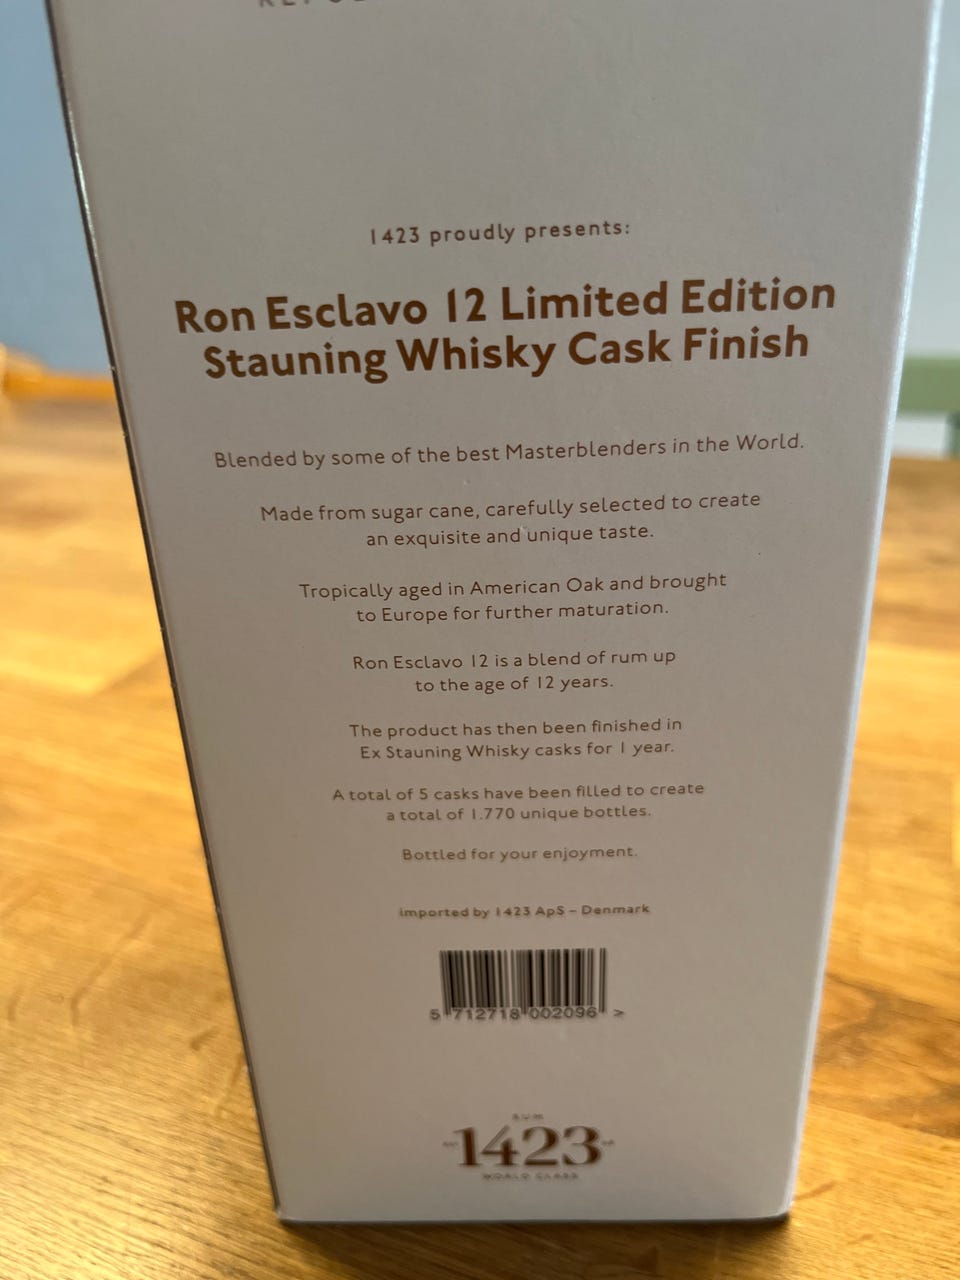 1423 proudly presents:
Ron Esclavo 12 Limited Edition
Stauning Whisky Cask Finish
Blended by some of the best Masterblenders in the World.
Made from sugar cane, carefully selected to create
an exquisite and unique taste.
Tropically aged in American Oak and brought
to Europe for further maturation.
Ron Esclavo 12 is a blend of rum up
to the age of 12 years.
The product has then been finished in
Ex Stauning Whisky casks for 1 year.
A total of 5 casks have been filled to create
a total of 1.770 unique bottles.
Bottled for your enjoyment.
imported by 1423 ApS – Denmark
5 712718 002096 >
RUM
1423
WORLD CLASS